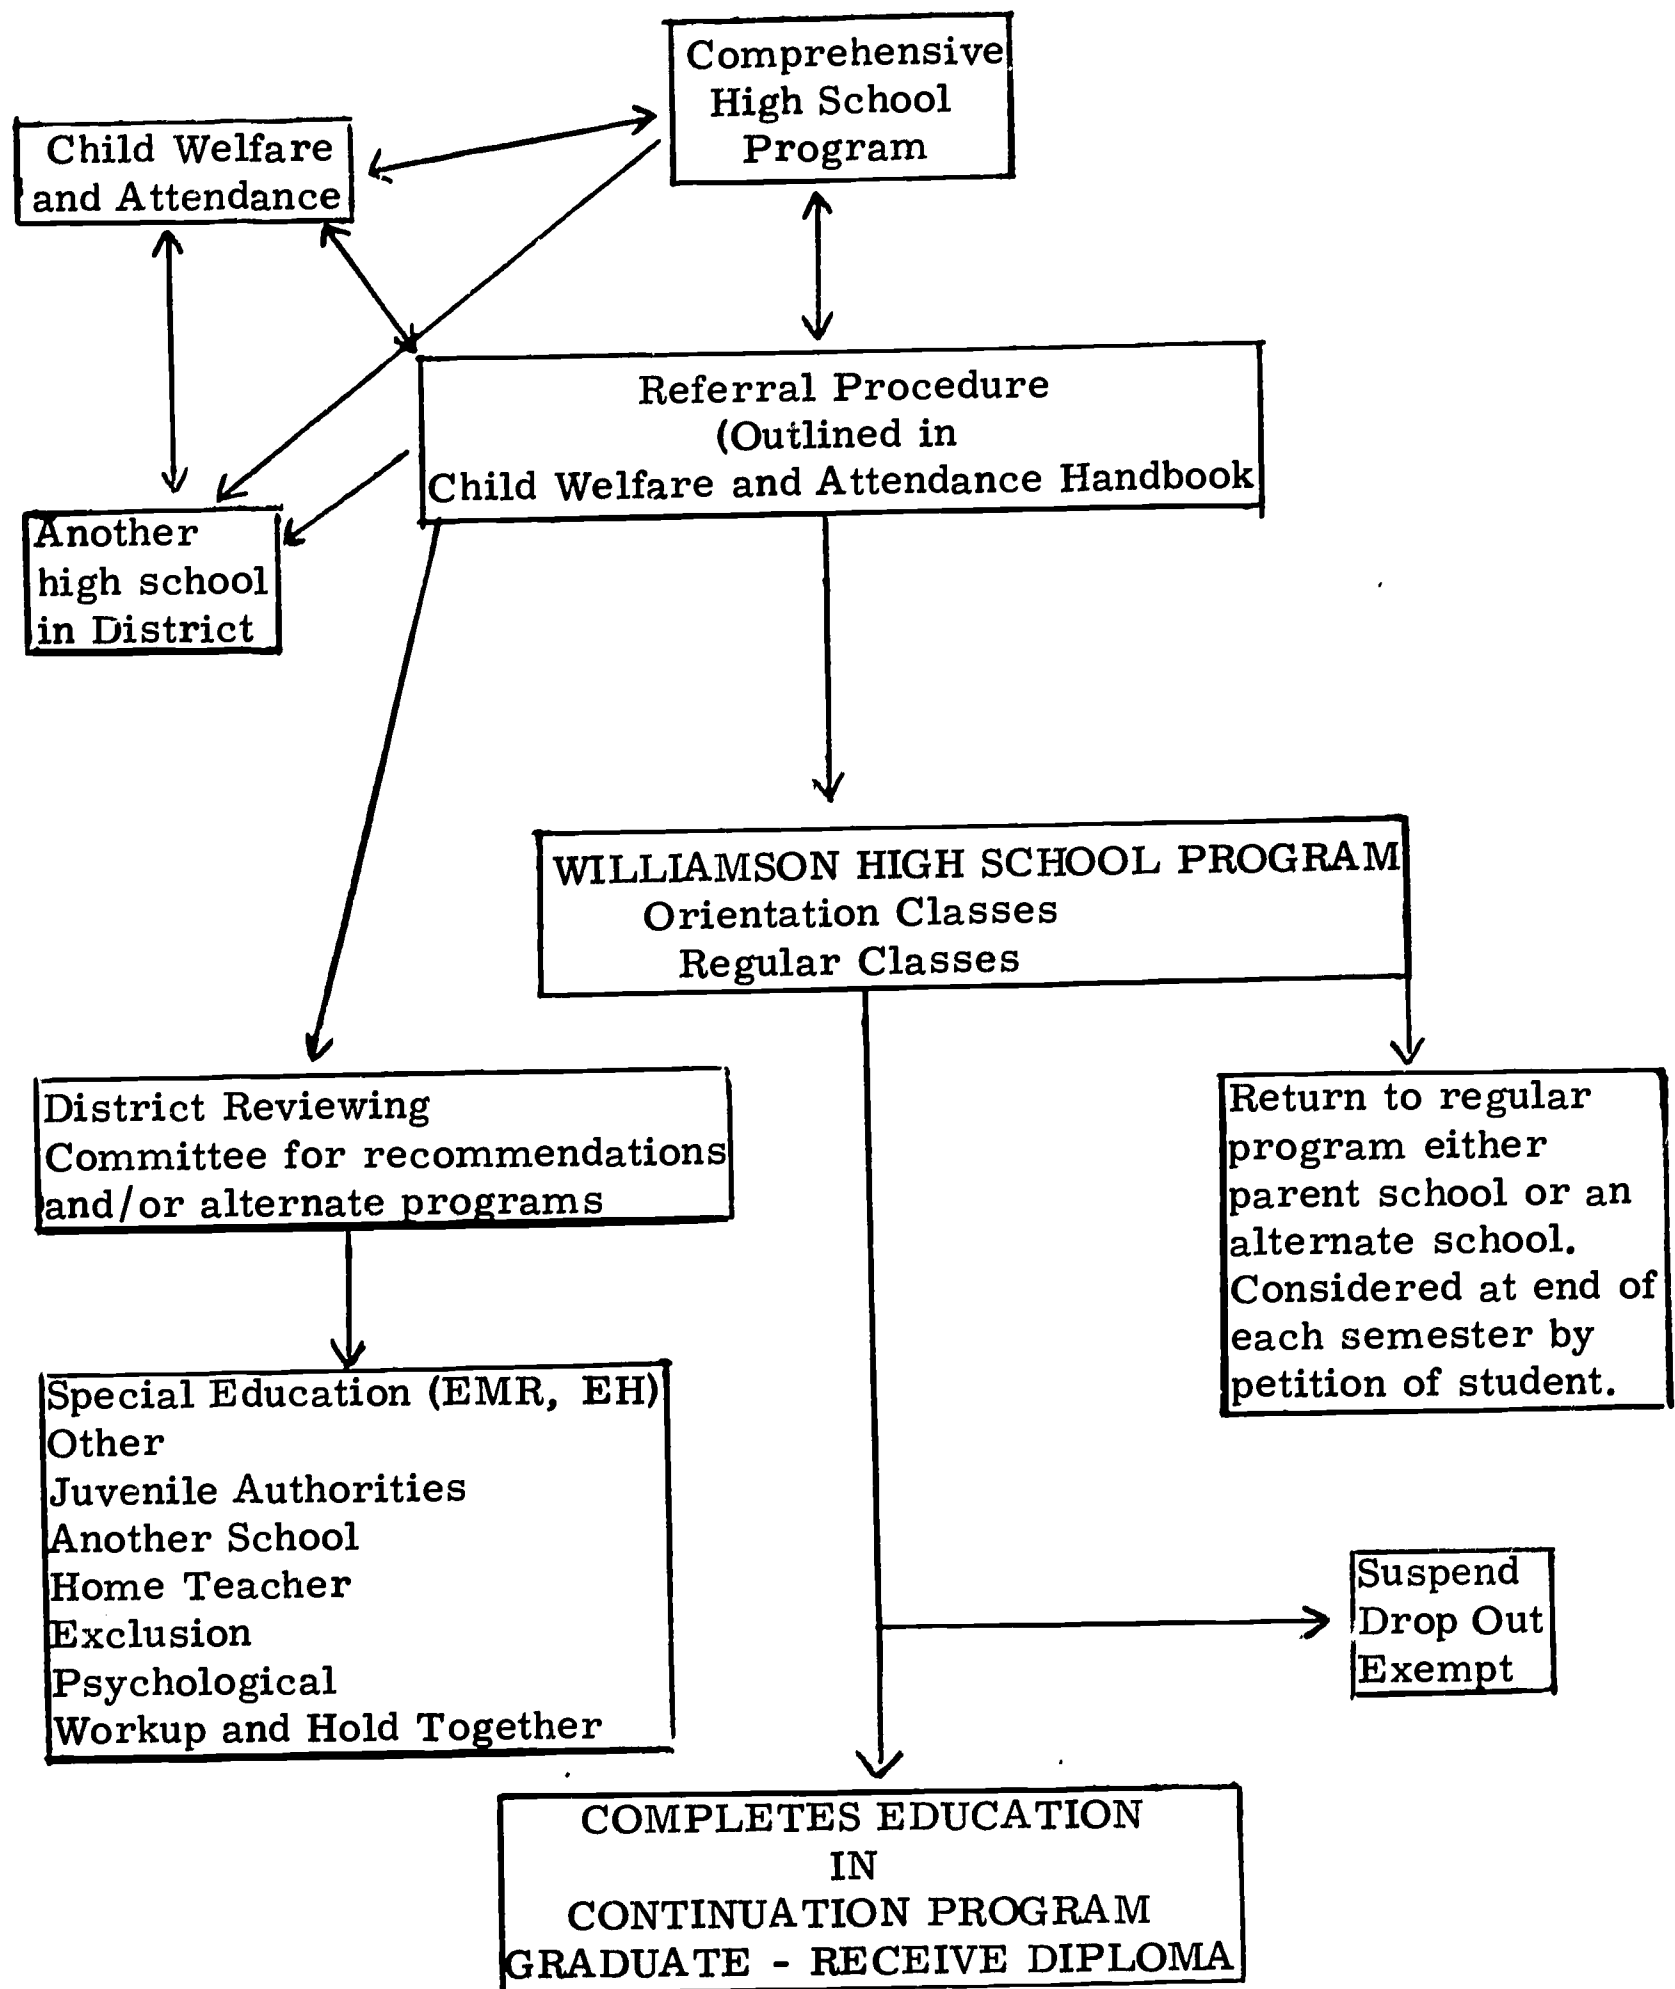 Comprehensive
High School
Program
Child Welfare
and Attendance
Referral Procedure
(Outlined in
Child Welfare and Attendance Handbook
Another
high school
in District
WILLIAMSON HIGH SCHOOL PROGRAM
Orientation Classes
Regular Classes
District Reviewing
Committee for recommendations
and/or alternate programs
Return to regular
program either
parent school or an
alternate school.
Considered at end of
each semester by
petition of student.
Special Education (EMR, EH)
Other
Juvenile Authorities
Another School
Home Teacher
Exclusion
Psychological
Workup and Hold Together
Suspend
Drop Out
Exempt
COMPLETES EDUCATION
IN
CONTINUATION PROGRAM
GRADUATE - RECEIVE DIPLOMA